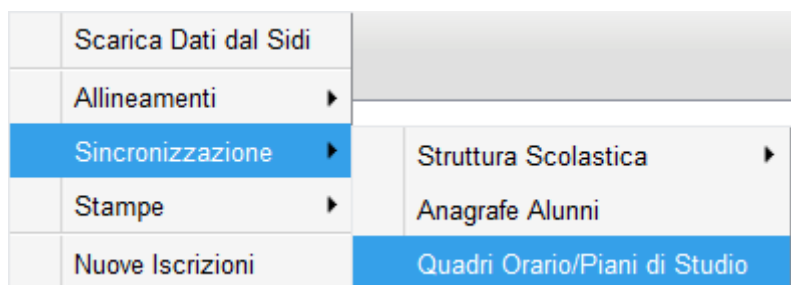 Scarica Dati dal Sidi
Allineamenti
Sincronizzazione
Struttura Scolastica
Stampe
Anagrafe Alunni
Nuove Iscrizioni
Quadri Orario/Piani di Studio